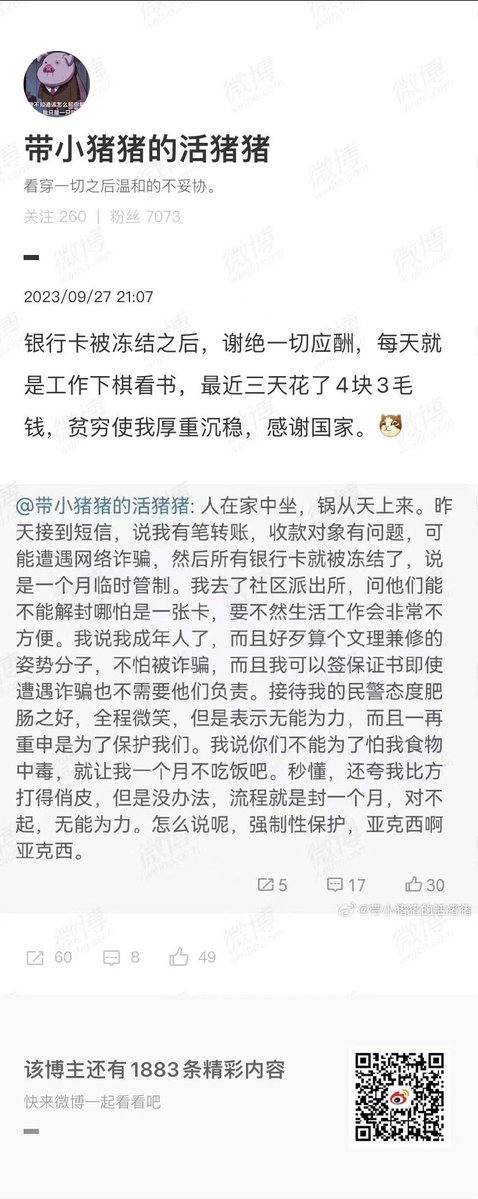 带小猪猪的活猪猪
看穿一切之后温和的不妥协。
关注 260 | 粉丝 7073
2023/09/27 21:07
银行卡被冻结之后，谢绝一切应酬，每天就
是工作下棋看书，最近三天花了4块3毛
钱，贫穷使我厚重沉稳，感谢国家。
@带小猪猪的活猪猪: 人在家中坐，锅从天上来。昨
天接到短信，说我有笔转账，收款对象有问题，可
能遭遇网络诈骗，然后所有银行卡就被冻结了，说
是一个月临时管制。我去了社区派出所，问他们能
不能解封哪怕是一张卡，要不然生活工作会非常不
方便。我说我成年人了，而且好歹算个文理兼修的
姿势分子，不怕被诈骗，而且我可以签保证书即使
遭遇诈骗也不需要他们负责。接待我的民警态度肥
肠之好，全程微笑，但是表示无能为力，而且一再
重申是为了保护我们。我说你们不能为了怕我食物
中毒，就让我一个月不吃饭吧。秒懂，还夸我比方
打得俏皮，但是没办法，流程就是封一个月，对不
起，无能为力。怎么说呢，强制性保护，亚克西啊
亚克西。
5 17 30
@带小猪猪的活猪猪
60 8 49
该博主还有1883条精彩内容
快来微博一起看看吧